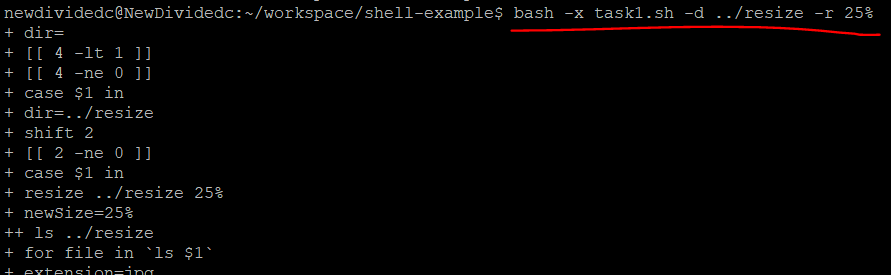 newdividedc@NewDividedc:~/workspace/shell-example$ bash -x task1.sh -d ../resize -r 25%
+ dir=
+ [[ 4 -lt 1 ]]
+ [[ 4 -ne 0 ]]
+ case $1 in
+ dir=../resize
+ shift 2
+ [[ 2 -ne 0 ]]
+ case $1 in
+ resize ../resize 25%
+ newSize=25%
++ ls ../resize
+ for file in `ls $1`
+ extension=jpg